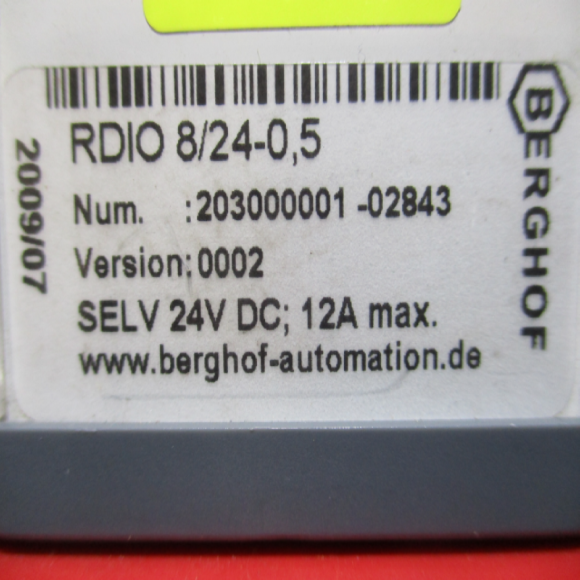 RDIO 8/24-0,5
Num. :203000001 -02843
Version:0002
SELV 24V DC; 12A max.
www.berghof-automation.de
2009/07
BERGHOF